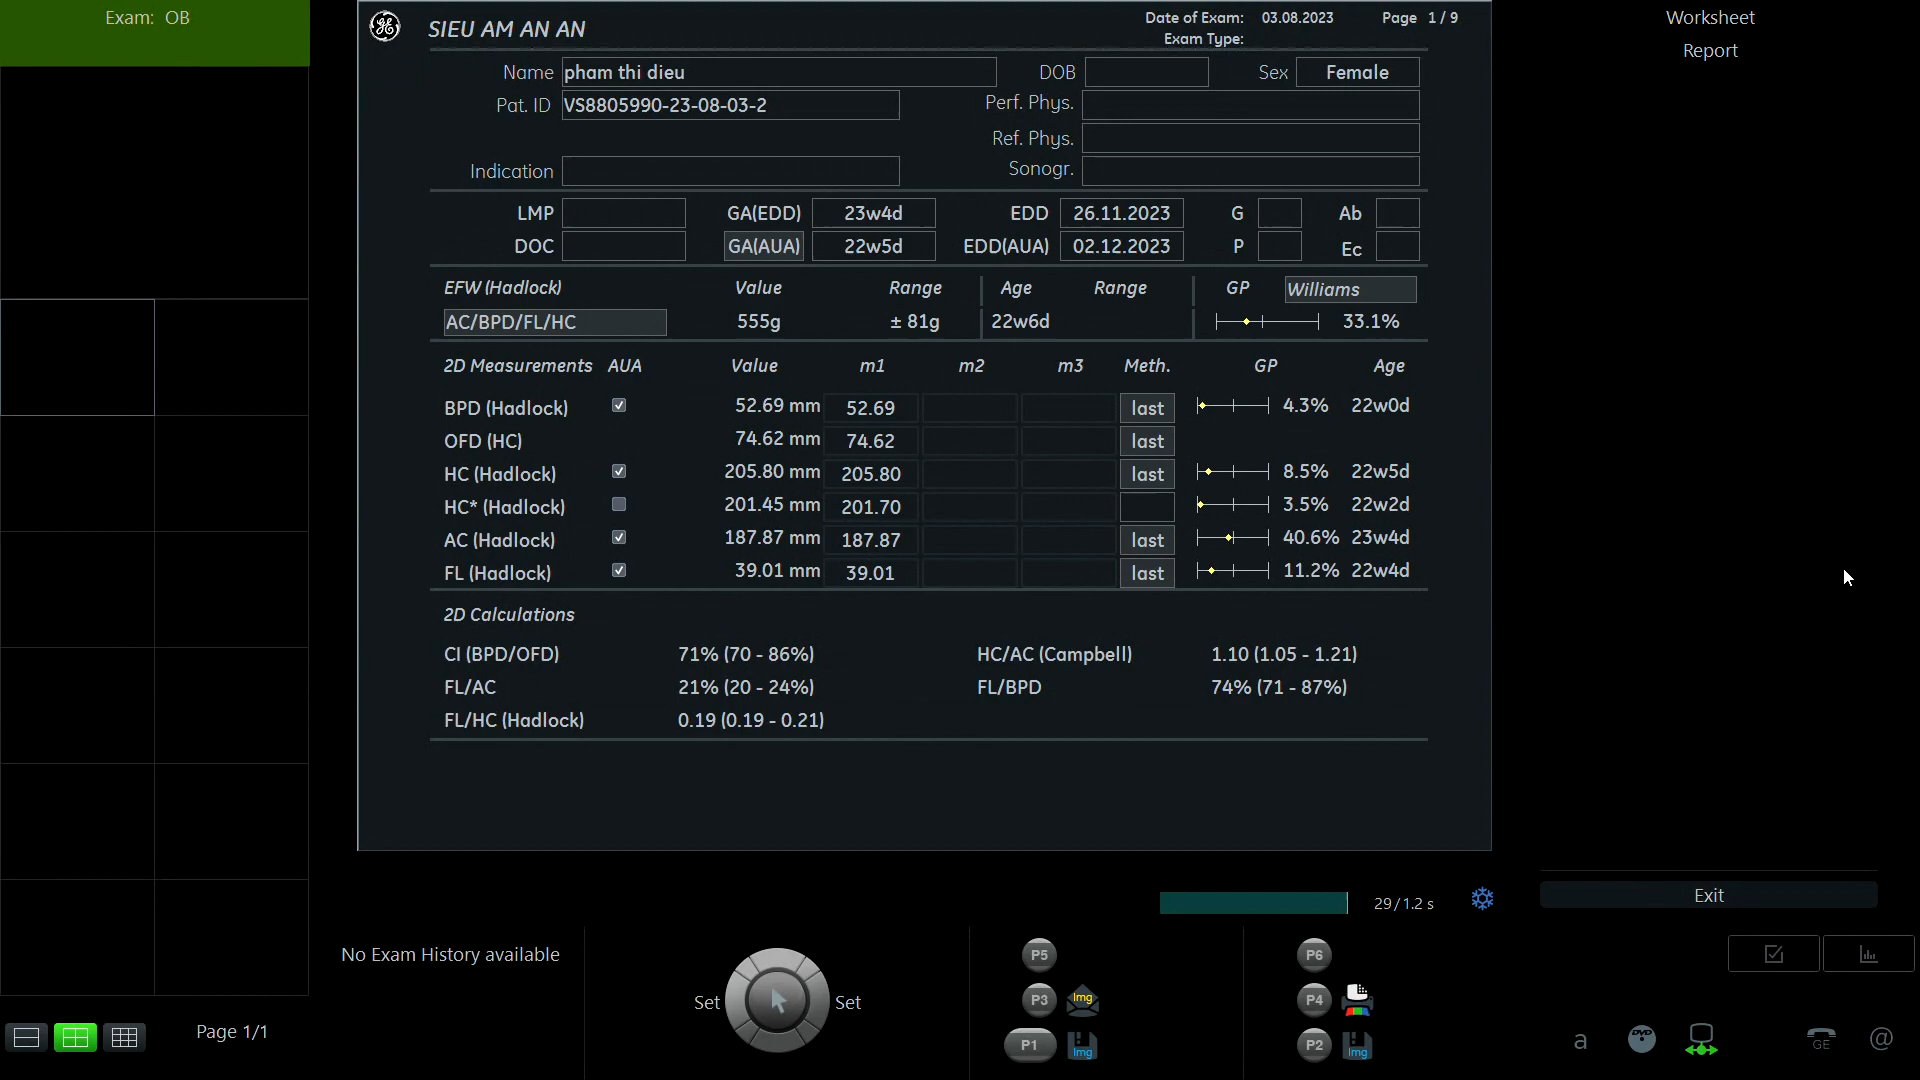 Exam: OB
SIEU AM AN AN
Date of Exam: 03.08.2023 Page 1 / 9
Exam Type:
Worksheet
Report
Name pham thi dieu DOB Sex Female
Pat. ID VS8805990-23-08-03-2 Perf. Phys.
Ref. Phys.
Indication Sonogr.
LMP GA(EDD) 23w4d EDD 26.11.2023 G Ab
DOC GA(AUA) 22w5d EDD(AUA) 02.12.2023 P Ec
EFW (Hadlock) Value Range Age Range GP Williams
AC/BPD/FL/HC 555g ± 81g 22w6d 33.1%
2D Measurements AUA Value m1 m2 m3 Meth. GP Age
BPD (Hadlock) 52.69 mm 52.69 last 4.3% 22w0d
OFD (HC) 74.62 mm 74.62 last
HC (Hadlock) 205.80 mm 205.80 last 8.5% 22w5d
HC* (Hadlock) 201.45 mm 201.70 3.5% 22w2d
AC (Hadlock) 187.87 mm 187.87 last 40.6% 23w4d
FL (Hadlock) 39.01 mm 39.01 last 11.2% 22w4d
2D Calculations
CI (BPD/OFD) 71% (70 - 86%) HC/AC (Campbell) 1.10 (1.05 - 1.21)
FL/AC 21% (20 - 24%) FL/BPD 74% (71 - 87%)
FL/HC (Hadlock) 0.19 (0.19 - 0.21)
29 / 1.2 s
Exit
No Exam History available
Set Set
P5 P6
P3 Img P4
P1 Img P2 Img
Page 1/1
a DVD GE @